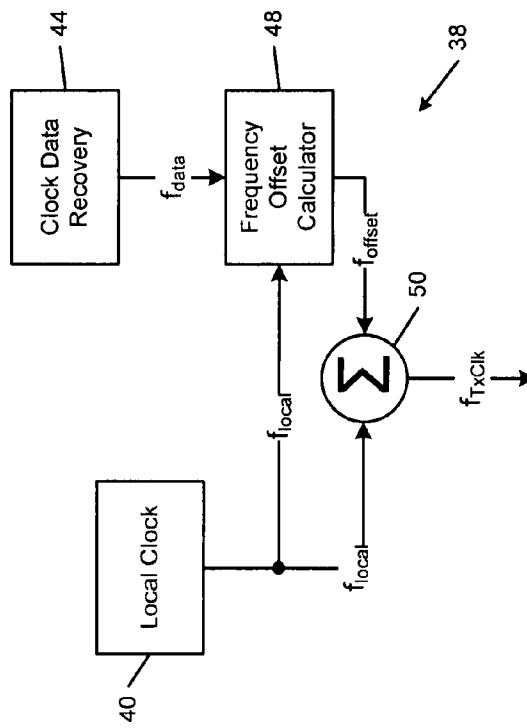 44
Clock Data
Recovery
f_data
48
Frequency
Offset
Calculator
38
f_offset
50
Σ
f_TxClk
f_local
f_local
Local Clock
40